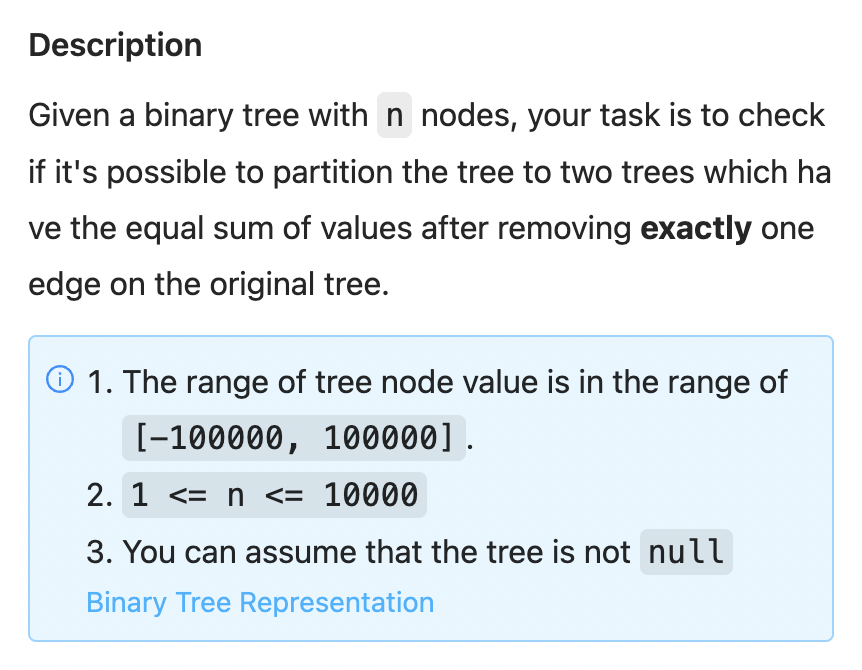 Description
Given a binary tree with n nodes, your task is to check
if it's possible to partition the tree to two trees which ha
ve the equal sum of values after removing exactly one
edge on the original tree.
1. The range of tree node value is in the range of
[-100000, 100000].
2. 1 <= n <= 10000
3. You can assume that the tree is not null
Binary Tree Representation